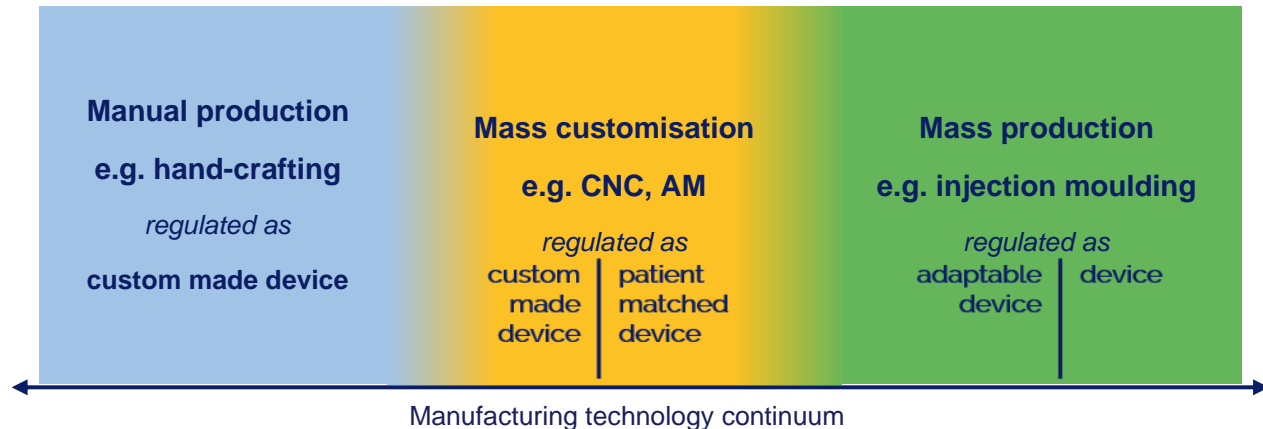 Manual production
e.g. hand-crafting
regulated as
custom made device
Mass customisation
e.g. CNC, AM
regulated as
custom
made
device
patient
matched
device
Mass production
e.g. injection moulding
regulated as
adaptable
device
device
Manufacturing technology continuum